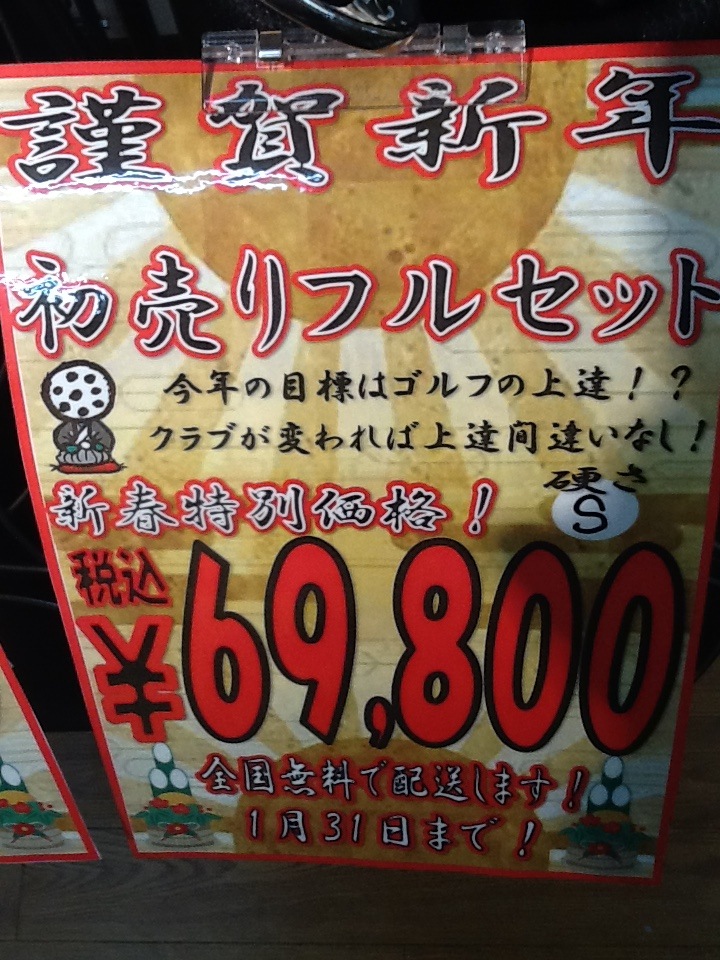 謹賀新年
初売りフルセット
今年の目標はゴルフの上達！？
クラブが変われば上達間違いなし！
硬さ
S
新春特別価格！
税込
¥69,800
全国無料で配送します！
1月31日まで！